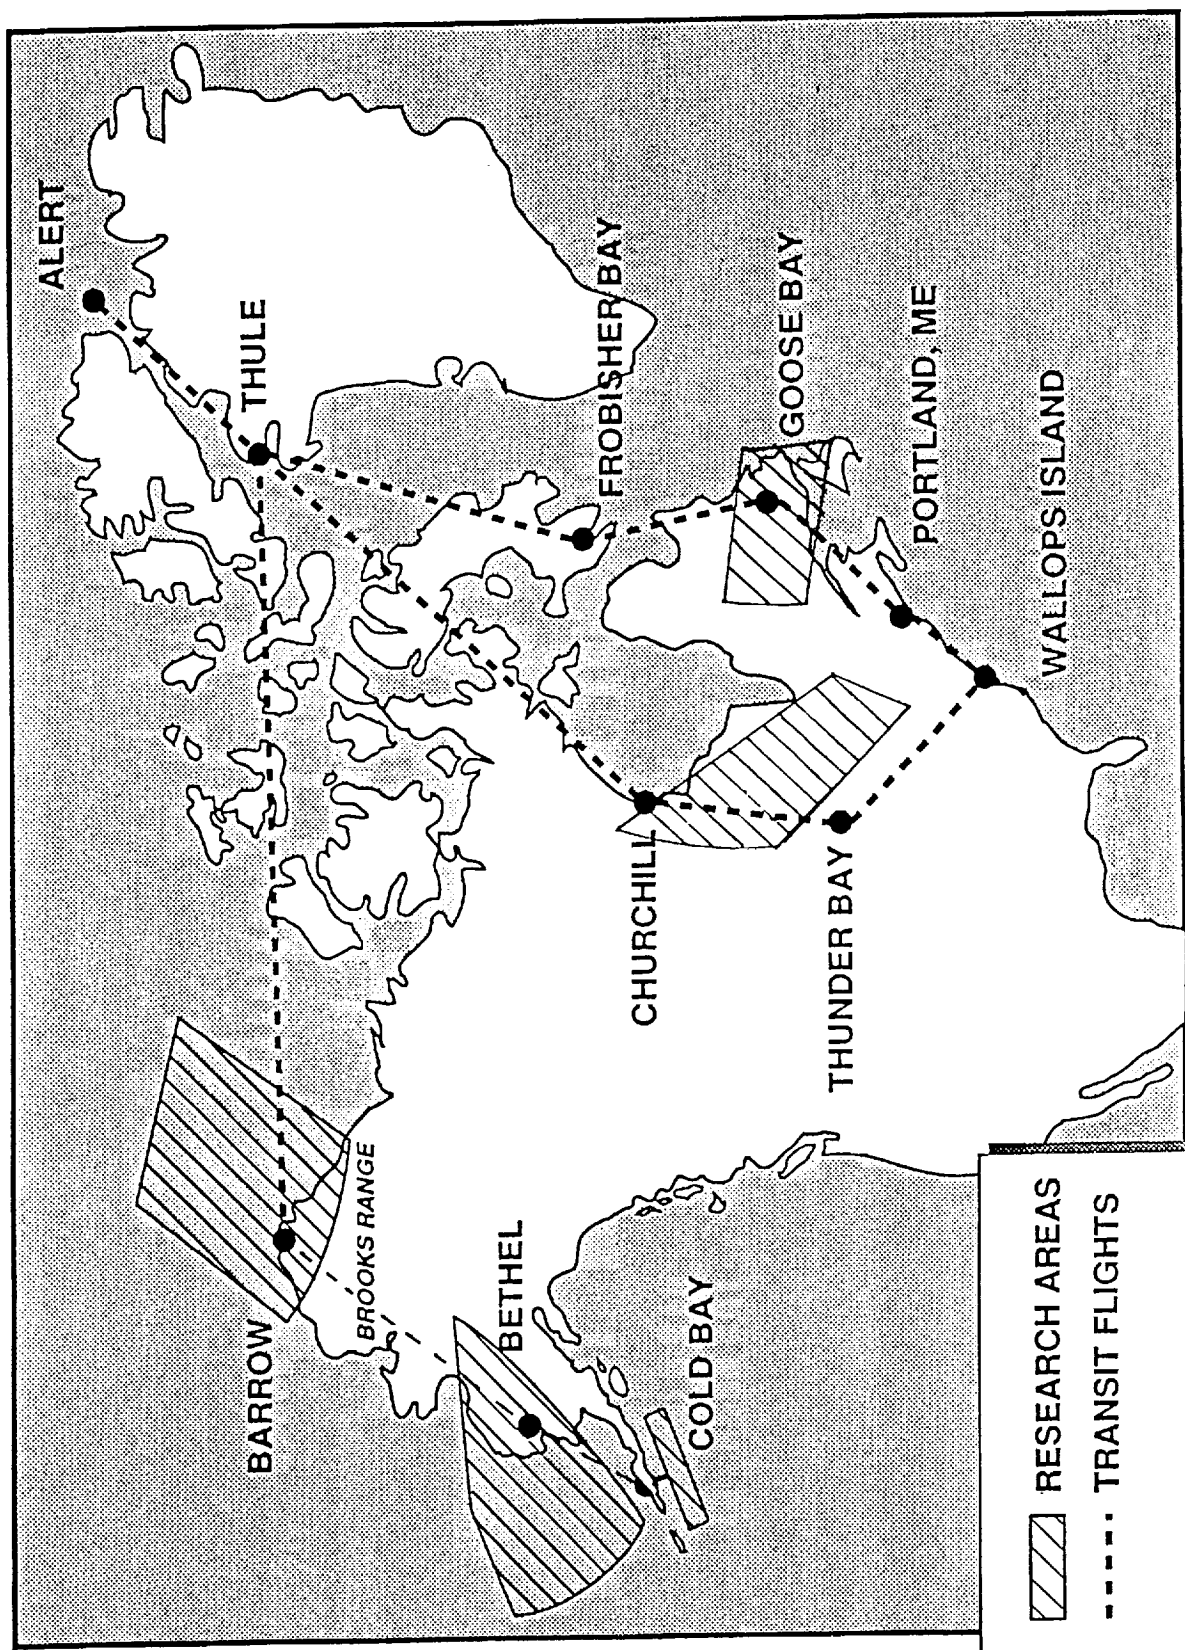 ALERT
THULE
FROBISHER BAY
GOOSE BAY
PORTLAND, ME
WALLOPS ISLAND
CHURCHILL
THUNDER BAY
BARROW
BROOKS RANGE
BETHEL
COLD BAY
RESEARCH AREAS
TRANSIT FLIGHTS